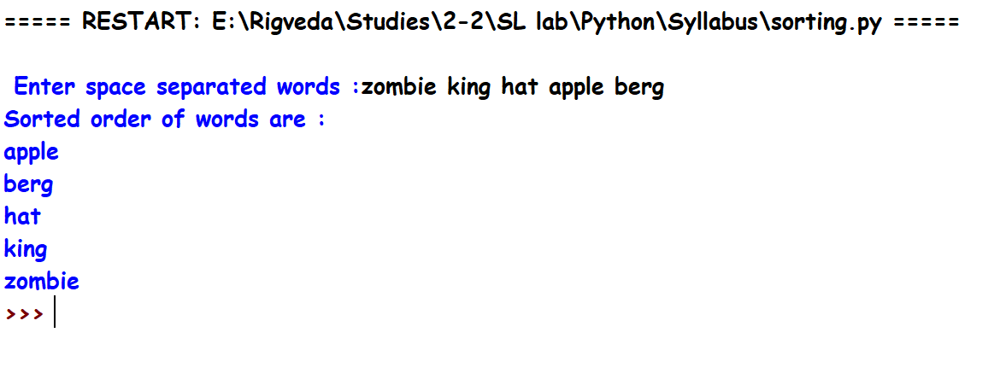 ===== RESTART: E:\Rigveda\Studies\2-2\SL lab\Python\Syllabus\sorting.py =====
Enter space separated words :zombie king hat apple berg
Sorted order of words are :
apple
berg
hat
king
zombie
>>>